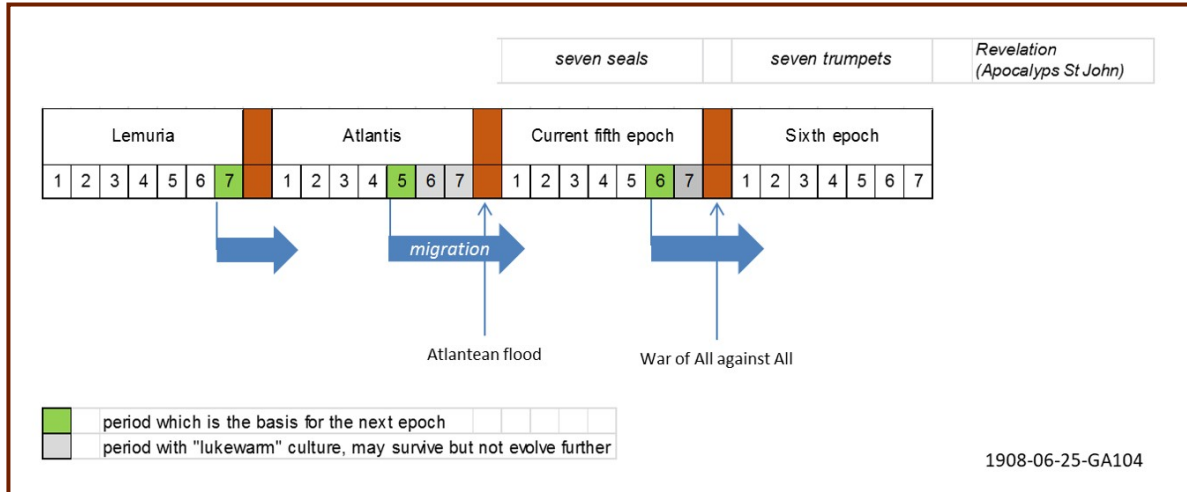 seven seals seven trumpets Revelation
(Apocalyps St John)
Lemuria Atlantis Current fifth epoch Sixth epoch
1 2 3 4 5 6 7 1 2 3 4 5 6 7 1 2 3 4 5 6 7 1 2 3 4 5 6 7
migration
Atlantean flood War of All against All
period which is the basis for the next epoch
period with "lukewarm" culture, may survive but not evolve further
1908-06-25-GA104